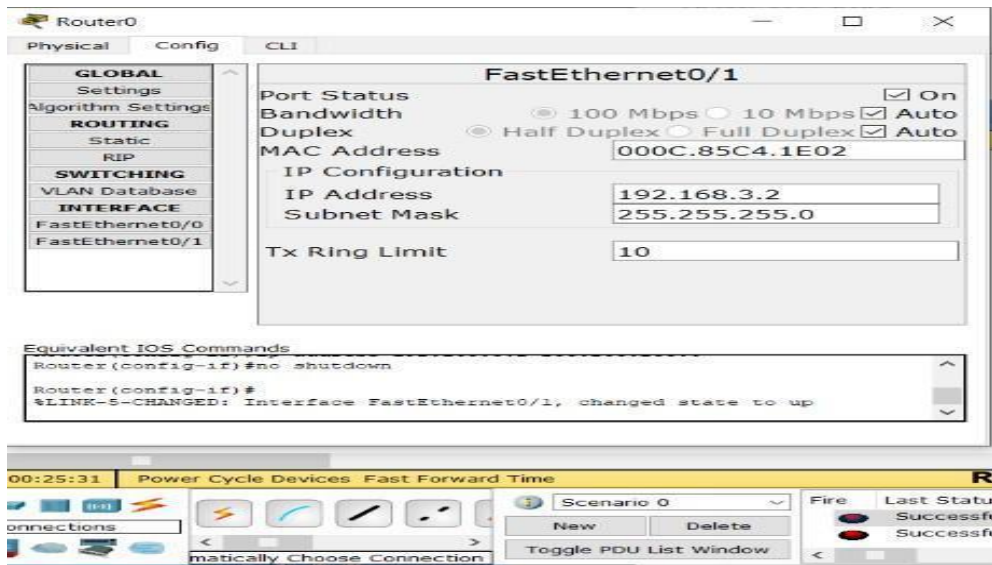 Router0
Physical Config CLI
GLOBAL
Settings
Algorithm Settings
ROUTING
Static
RIP
SWITCHING
VLAN Database
INTERFACE
FastEthernet0/0
FastEthernet0/1
FastEthernet0/1
Port Status On
Bandwidth 100 Mbps 10 Mbps Auto
Duplex Half Duplex Full Duplex Auto
MAC Address 000C.85C4.1E02
IP Configuration
IP Address 192.168.3.2
Subnet Mask 255.255.255.0
Tx Ring Limit 10
Equivalent IOS Commands
Router(config-if)#no shutdown
Router(config-if)#
%LINK-5-CHANGED: Interface FastEthernet0/1, changed state to up
00:25:31 Power Cycle Devices Fast Forward Time R
onnections
matically Choose Connection
Scenario 0
New Delete
Toggle PDU List Window
Fire Last Statu
Successf
Successf